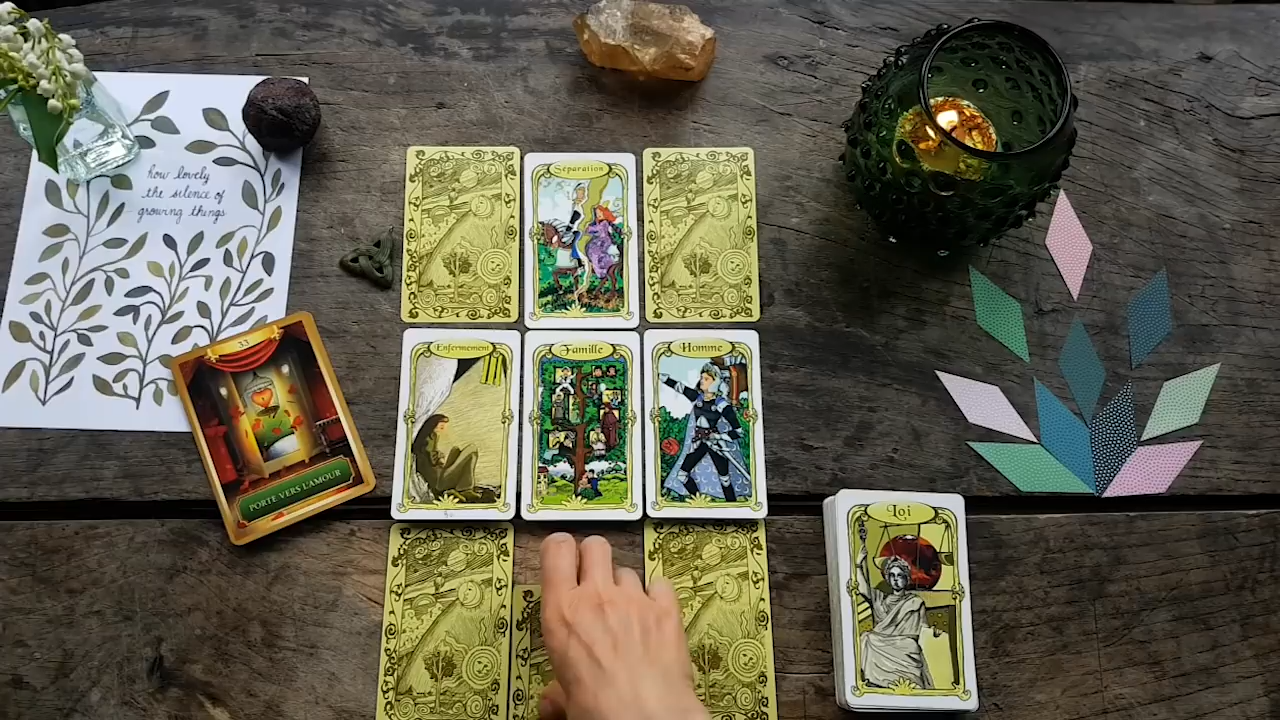 how lovely
the silence of
growing things
Séparation
Enfermement
Famille
Homme
33
PORTE VERS L'AMOUR
Loi